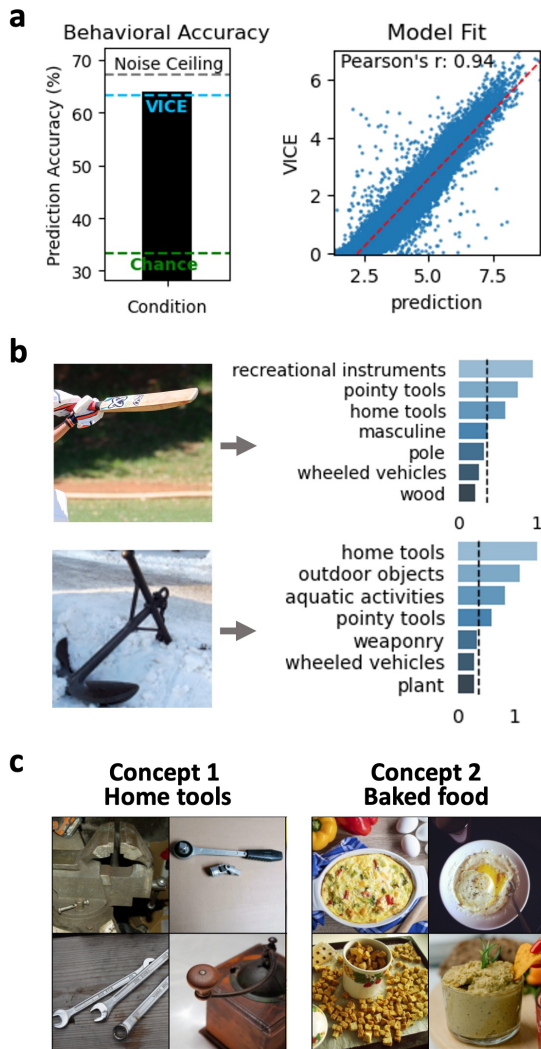 a
Behavioral Accuracy
Model Fit
70
60
50
40
30
Prediction Accuracy (%)
Noise Ceiling
VICE
Chance
Condition
Pearson's r: 0.94
6
4
2
0
VICE
2.5 5.0 7.5
prediction
b
recreational instruments
pointy tools
home tools
masculine
pole
wheeled vehicles
wood
0 1
home tools
outdoor objects
aquatic activities
pointy tools
weaponry
wheeled vehicles
plant
0 1
c
Concept 1
Home tools
Concept 2
Baked food